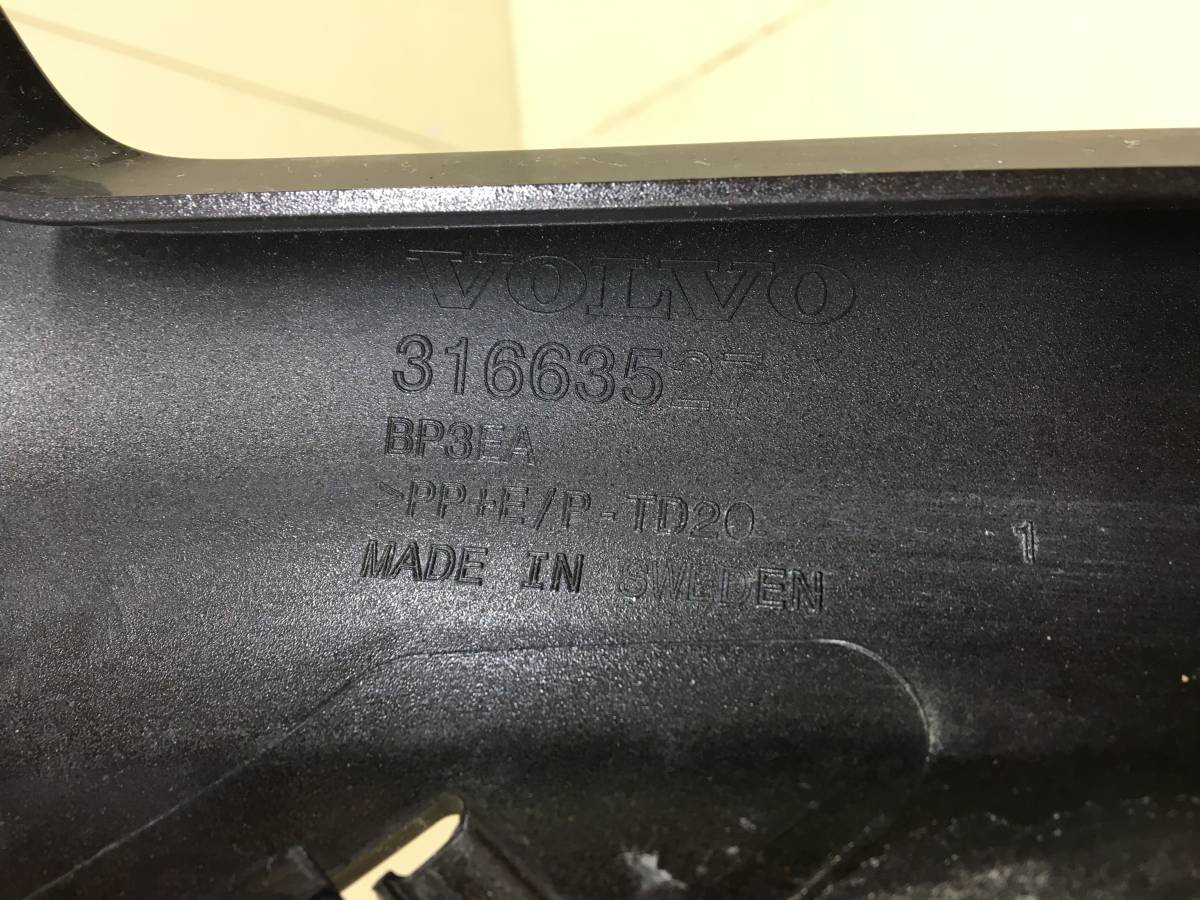 VOLVO
31663527
BP3EA
>PP+E/P-TD20
1
MADE IN SWEDEN